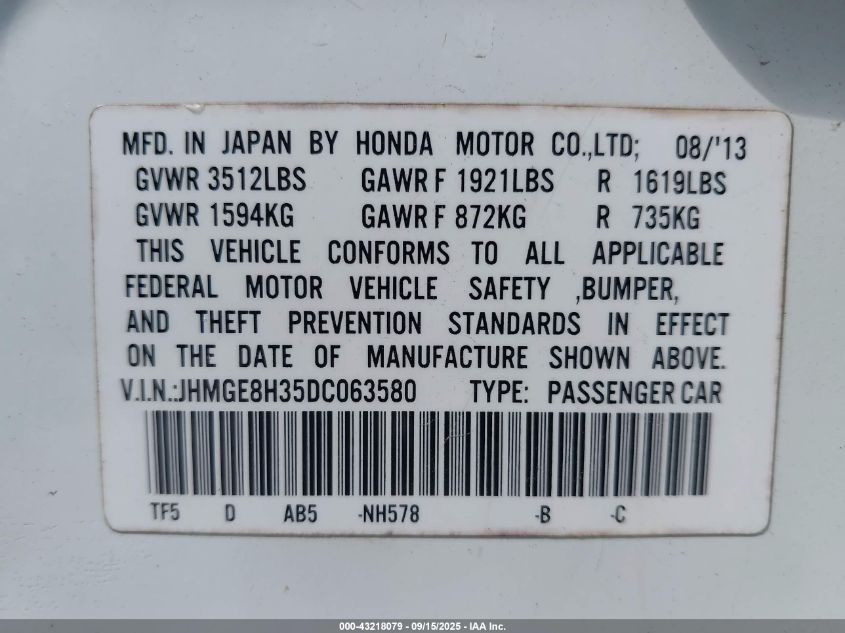 MFD. IN JAPAN BY HONDA MOTOR CO.,LTD; 08/'13
GVWR 3512LBS GAWR F 1921LBS R 1619LBS
GVWR 1594KG GAWR F 872KG R 735KG
THIS VEHICLE CONFORMS TO ALL APPLICABLE
FEDERAL MOTOR VEHICLE SAFETY ,BUMPER,
AND THEFT PREVENTION STANDARDS IN EFFECT
ON THE DATE OF MANUFACTURE SHOWN ABOVE.
V.I.N.:JHMGE8H35DC063580 TYPE: PASSENGER CAR
TF5 D AB5 -NH578 -B -C
000-43218079 - 09/15/2025 - IAA Inc.